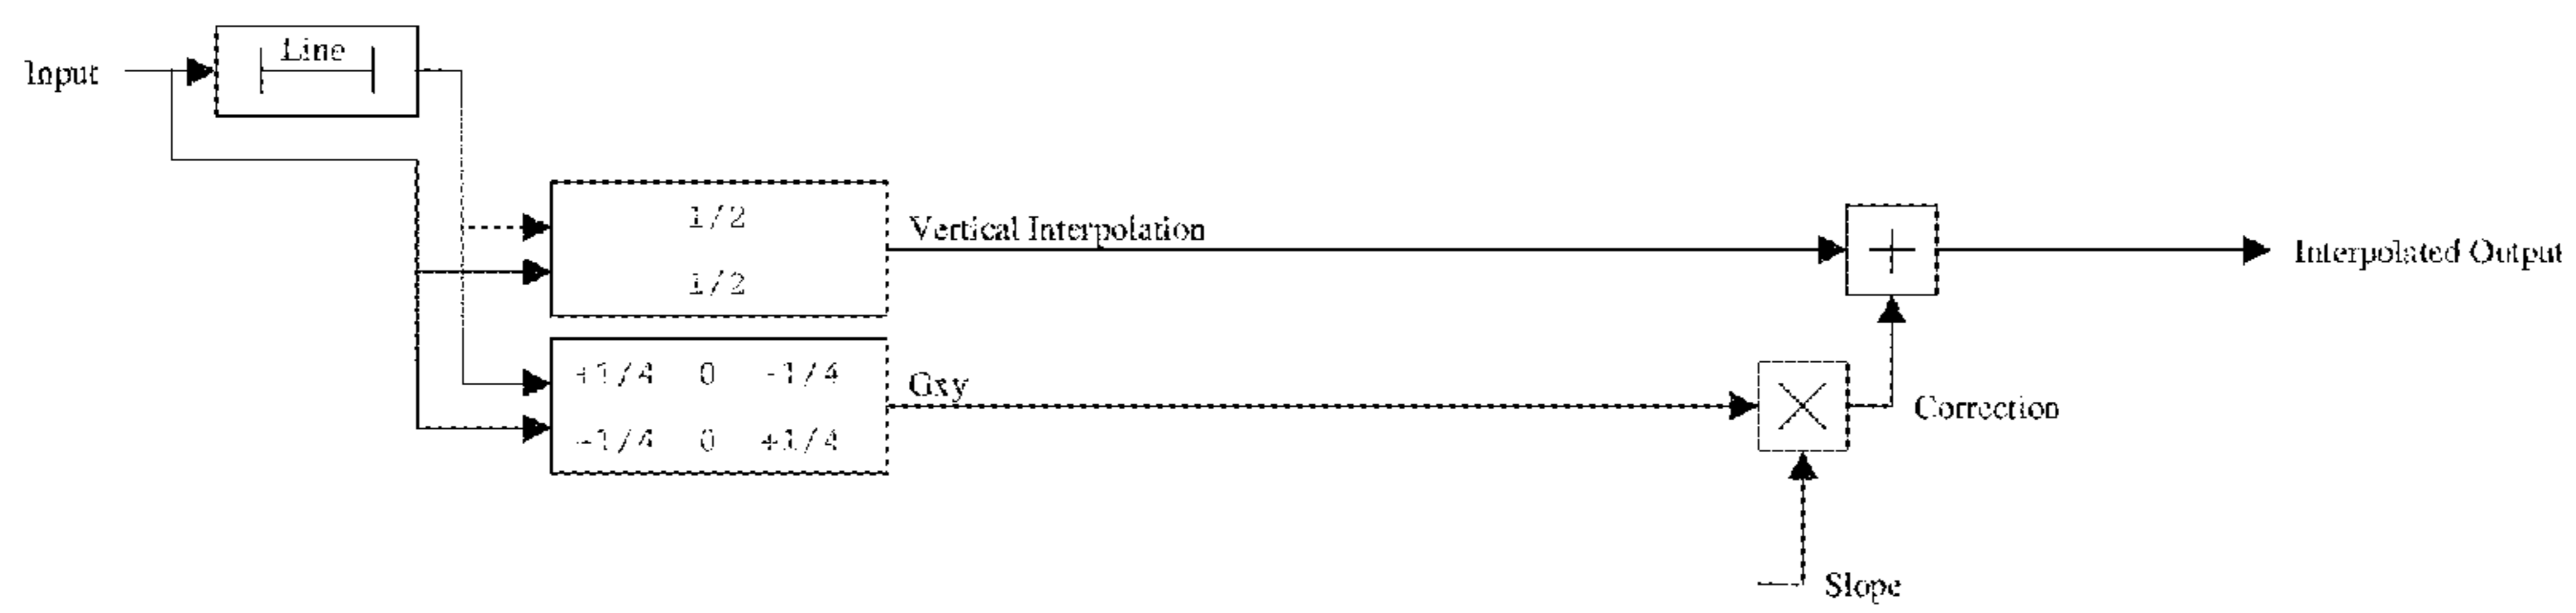 Line
Input
1/2
Vertical Interpolation
Interpolated Output
1/2
+1/4 0 -1/4
Gxy
Correction
-1/4 0 +1/4
Slope